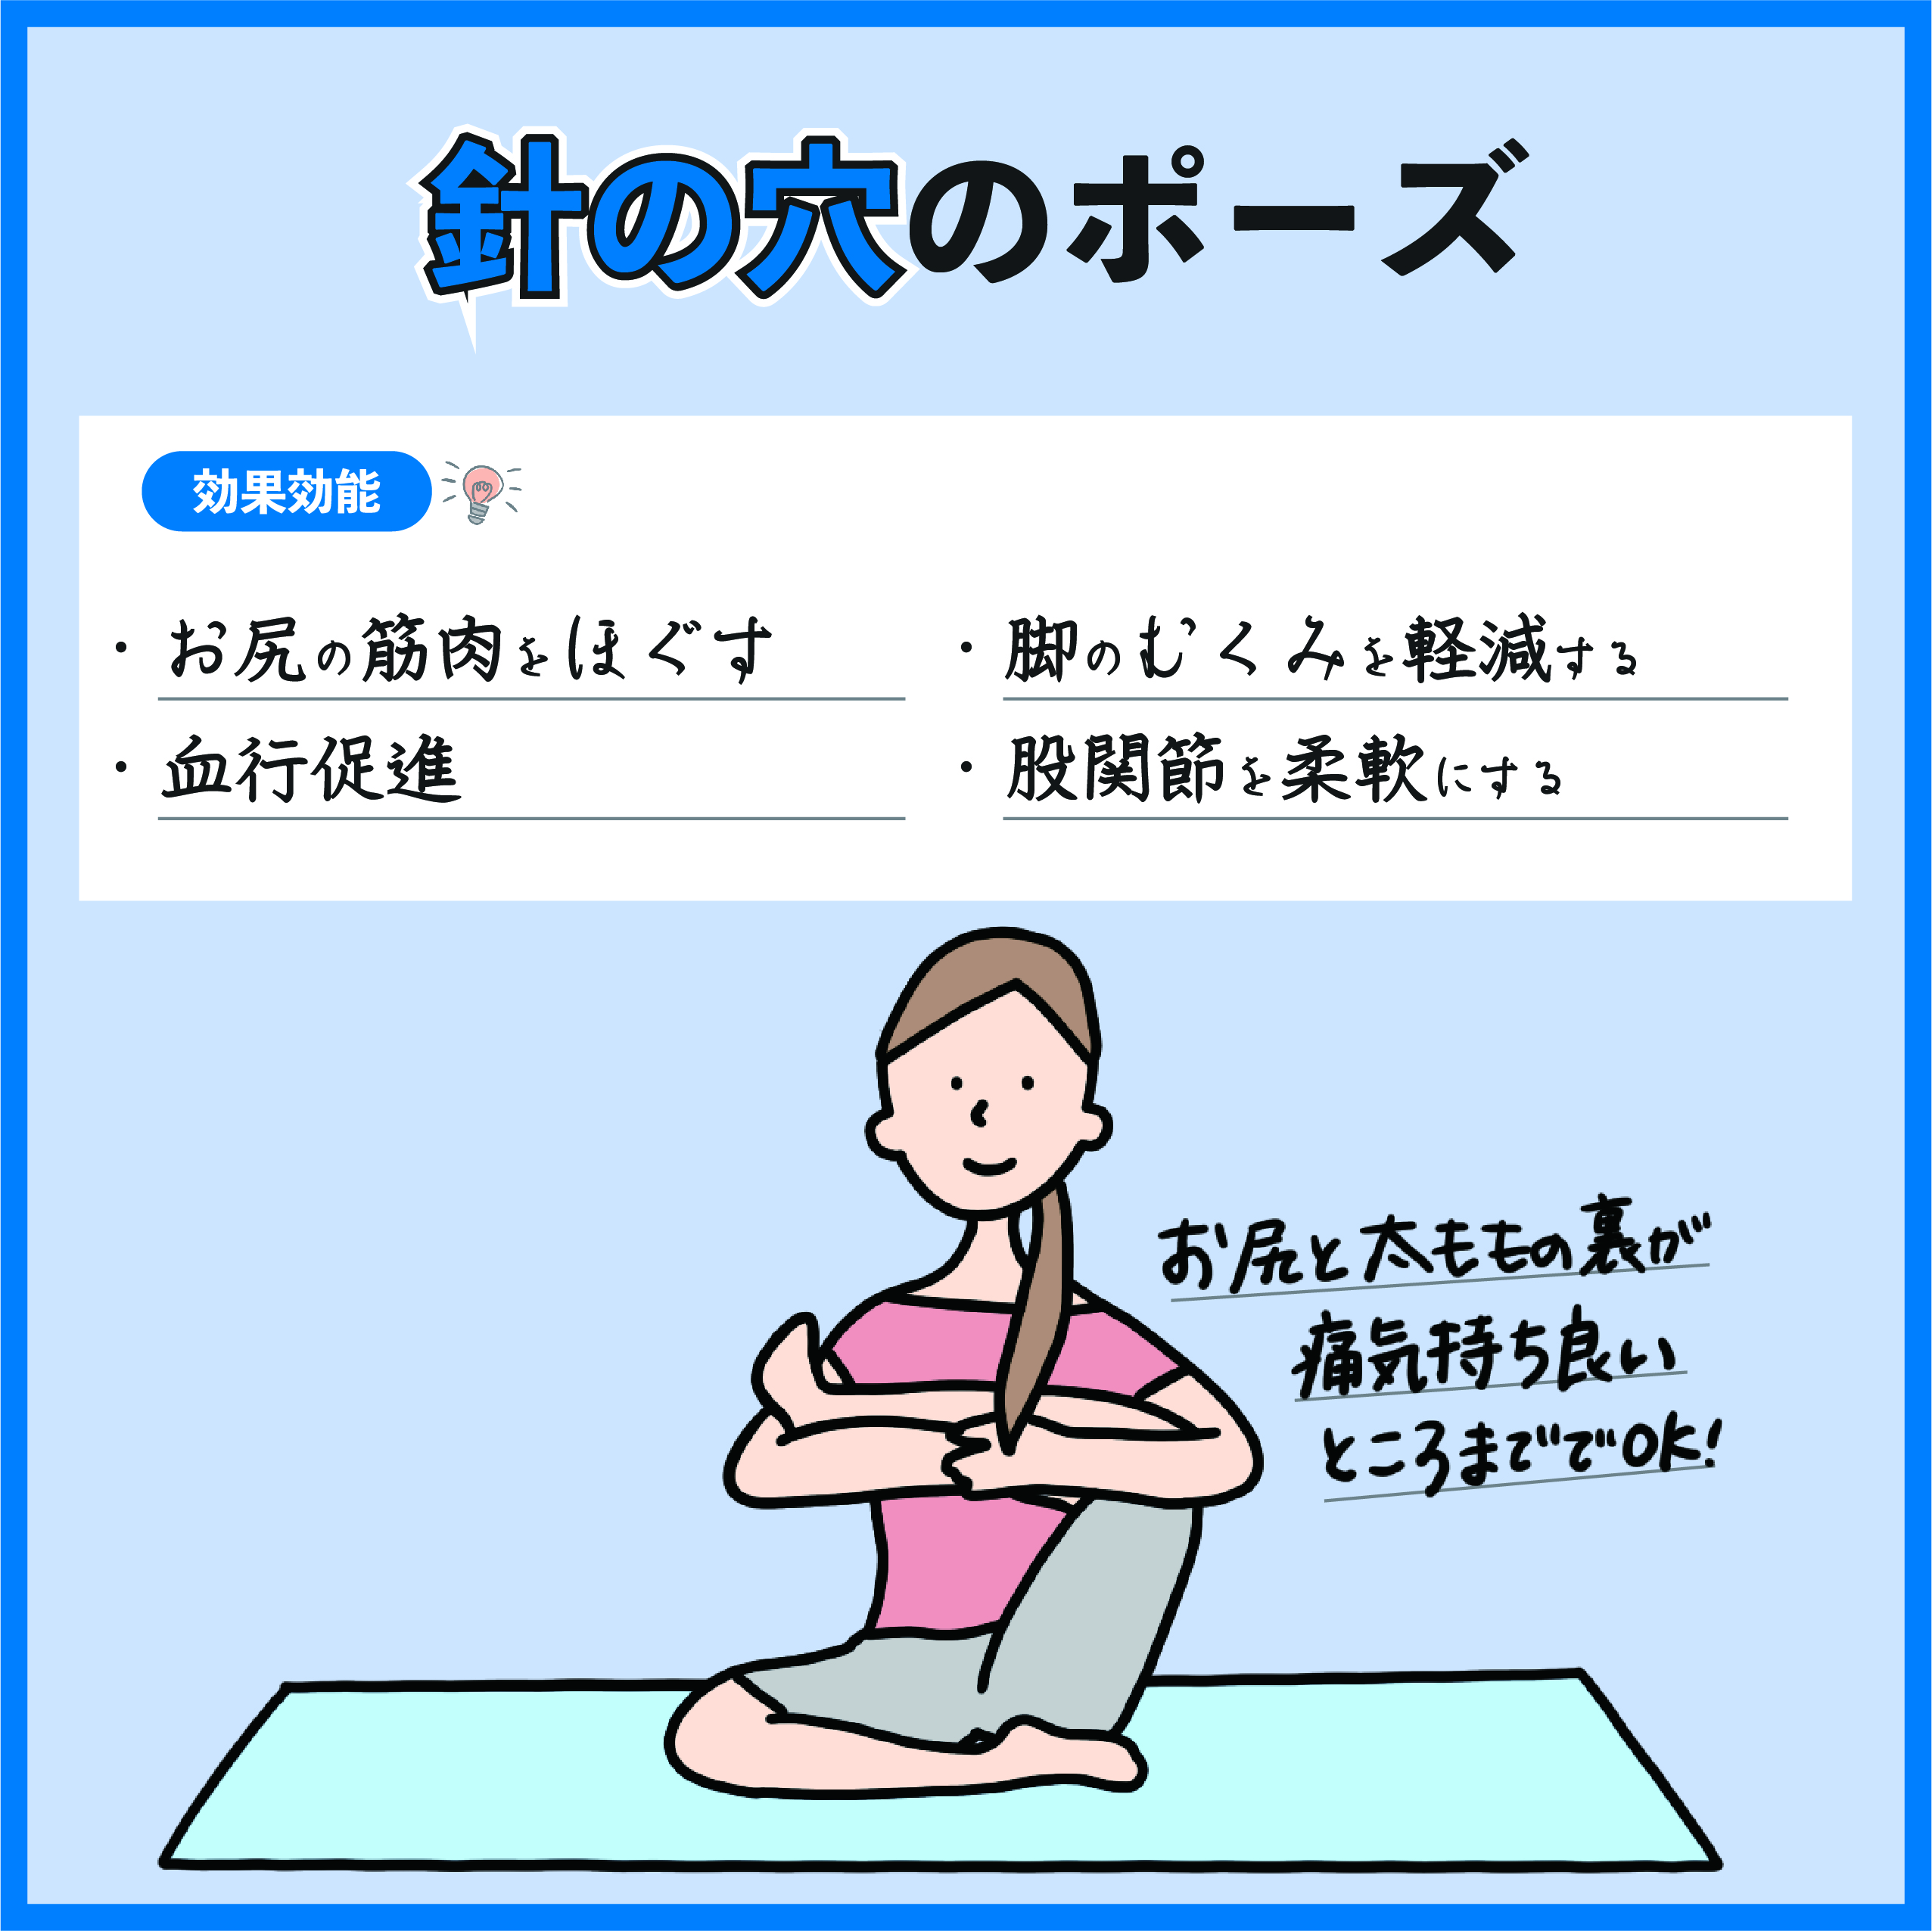 針の穴のポーズ
効果効能
・お尻の筋肉をほぐす
・脚のむくみを軽減する
・血行促進
・股関節を柔軟にする
お尻と太ももの裏が
痛気持ち良い
ところまででOK!